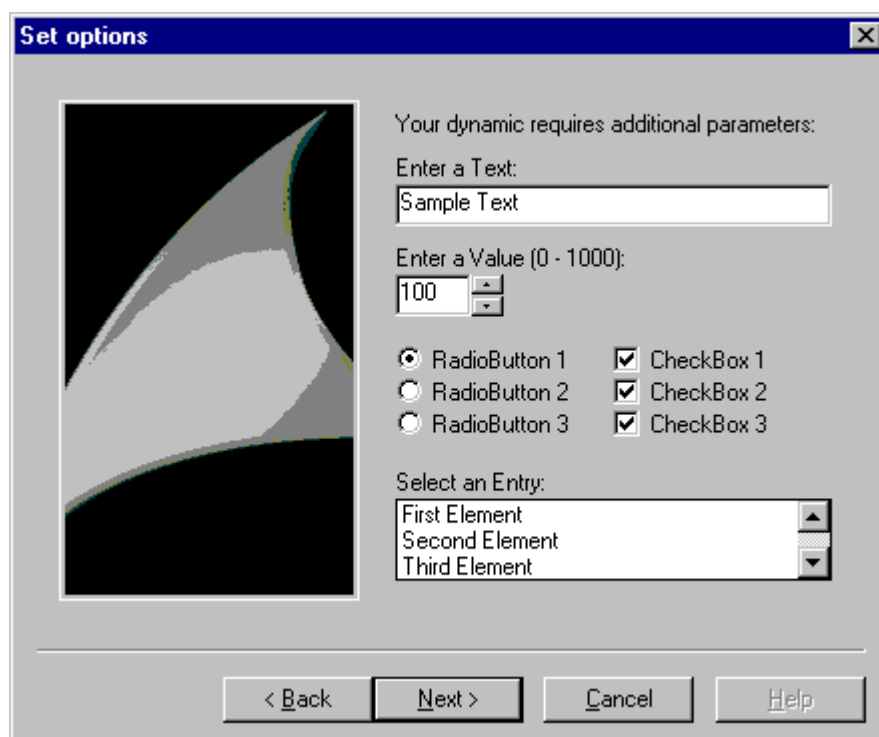 Set options
Your dynamic requires additional parameters:
Enter a Text:
Sample Text
Enter a Value (0 - 1000):
100
RadioButton 1 CheckBox 1
RadioButton 2 CheckBox 2
RadioButton 3 CheckBox 3
Select an Entry:
First Element
Second Element
Third Element
< Back Next > Cancel Help